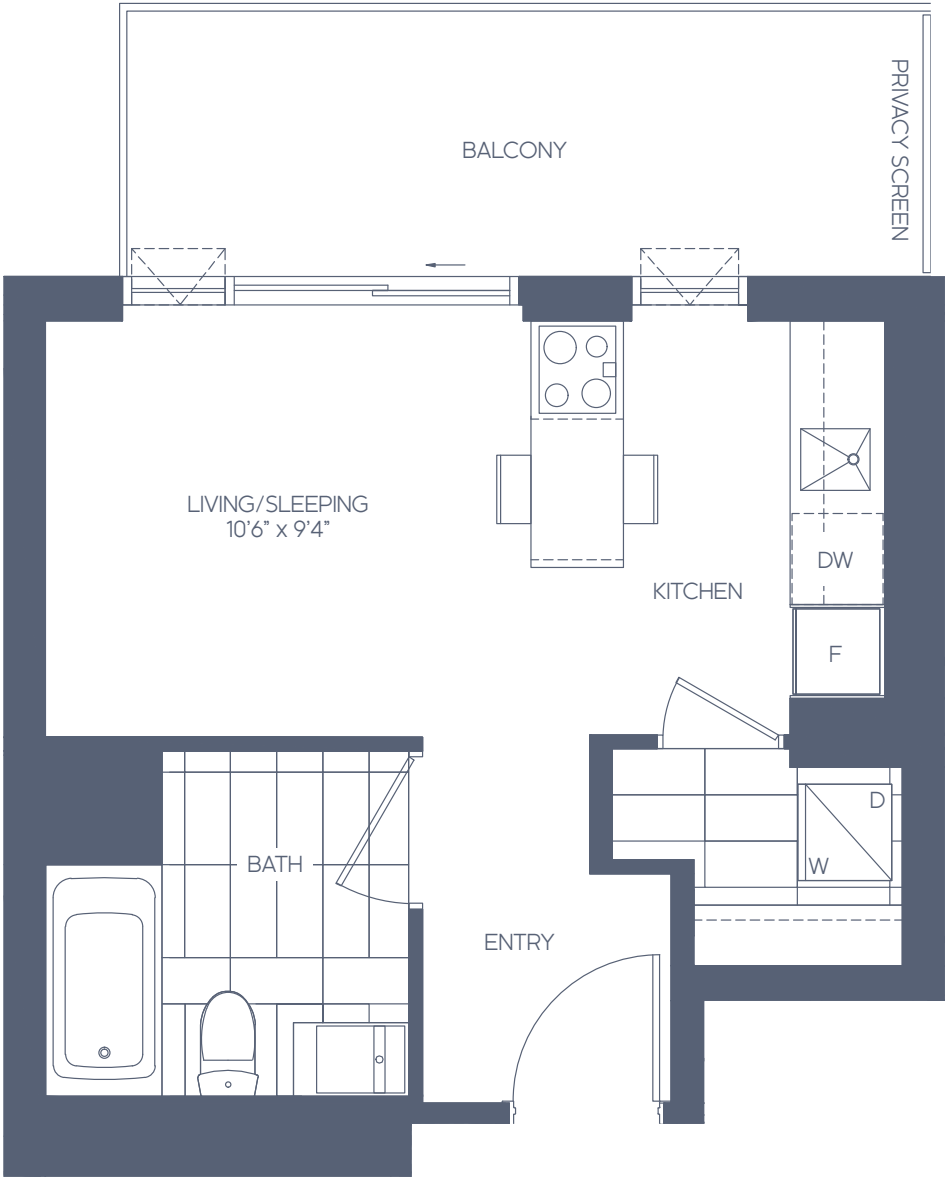 BALCONY
PRIVACY SCREEN
LIVING/SLEEPING
10'6" x 9'4"
DW
KITCHEN
F
D
W
BATH
ENTRY